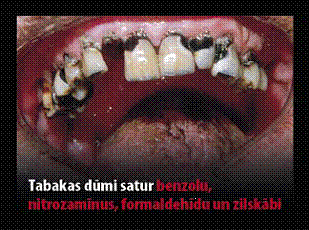 Tabakas dūmi satur benzolu,
nitrozamīnus, formaldehīdu un zilskābi